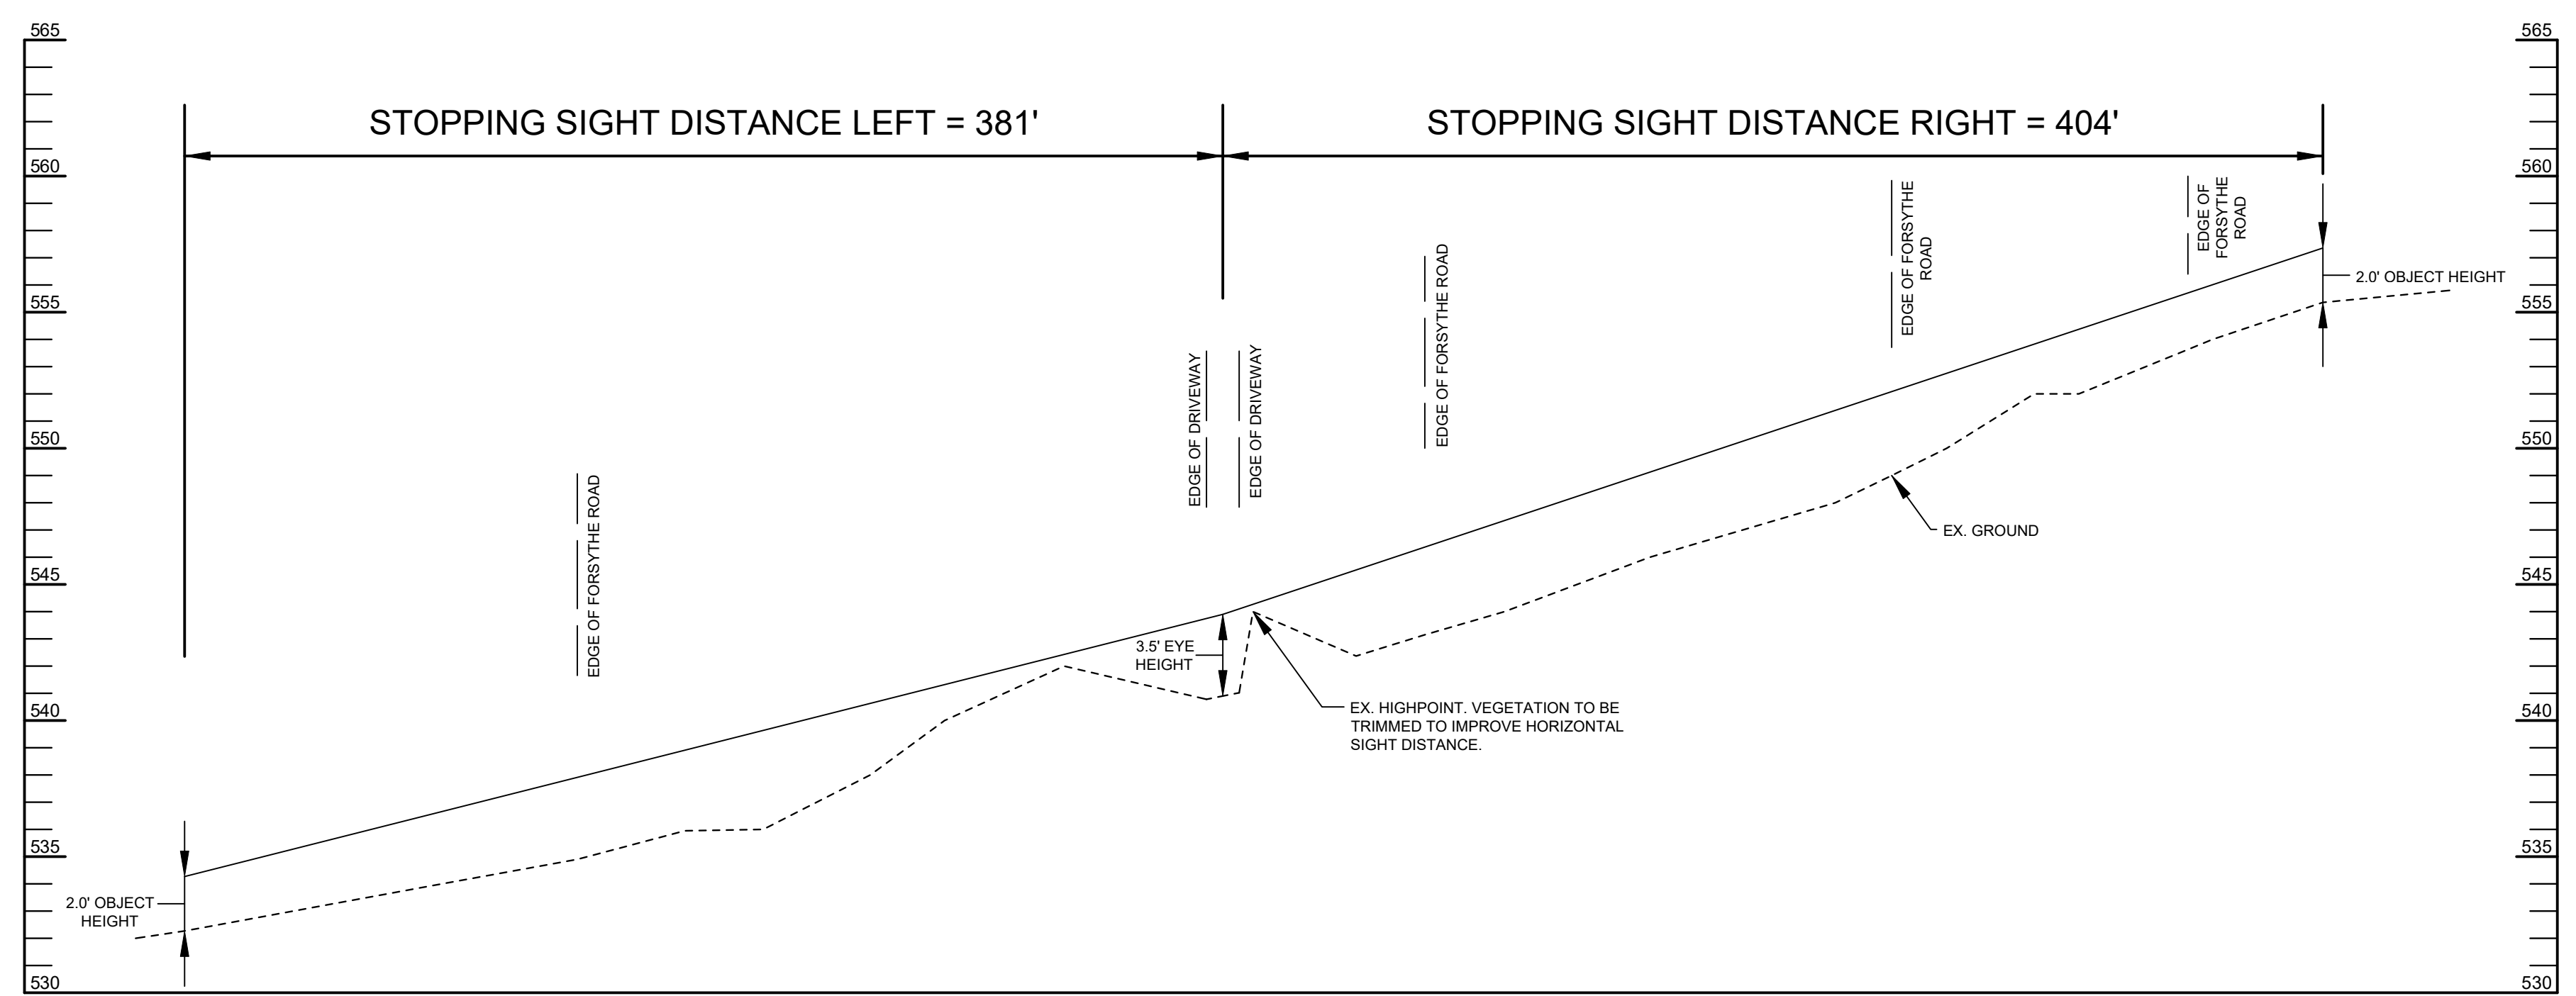 565
565
STOPPING SIGHT DISTANCE LEFT = 381'
STOPPING SIGHT DISTANCE RIGHT = 404'
560
560
EDGE OF FORSYTHE
ROAD
EDGE OF
FORSYTHE
ROAD
2.0' OBJECT HEIGHT
555
555
EDGE OF FORSYTHE ROAD
EDGE OF DRIVEWAY
EDGE OF DRIVEWAY
550
550
EDGE OF FORSYTHE ROAD
EX. GROUND
545
545
3.5' EYE
HEIGHT
EX. HIGHPOINT. VEGETATION TO BE
TRIMMED TO IMPROVE HORIZONTAL
SIGHT DISTANCE.
540
540
535
535
2.0' OBJECT
HEIGHT
530
530